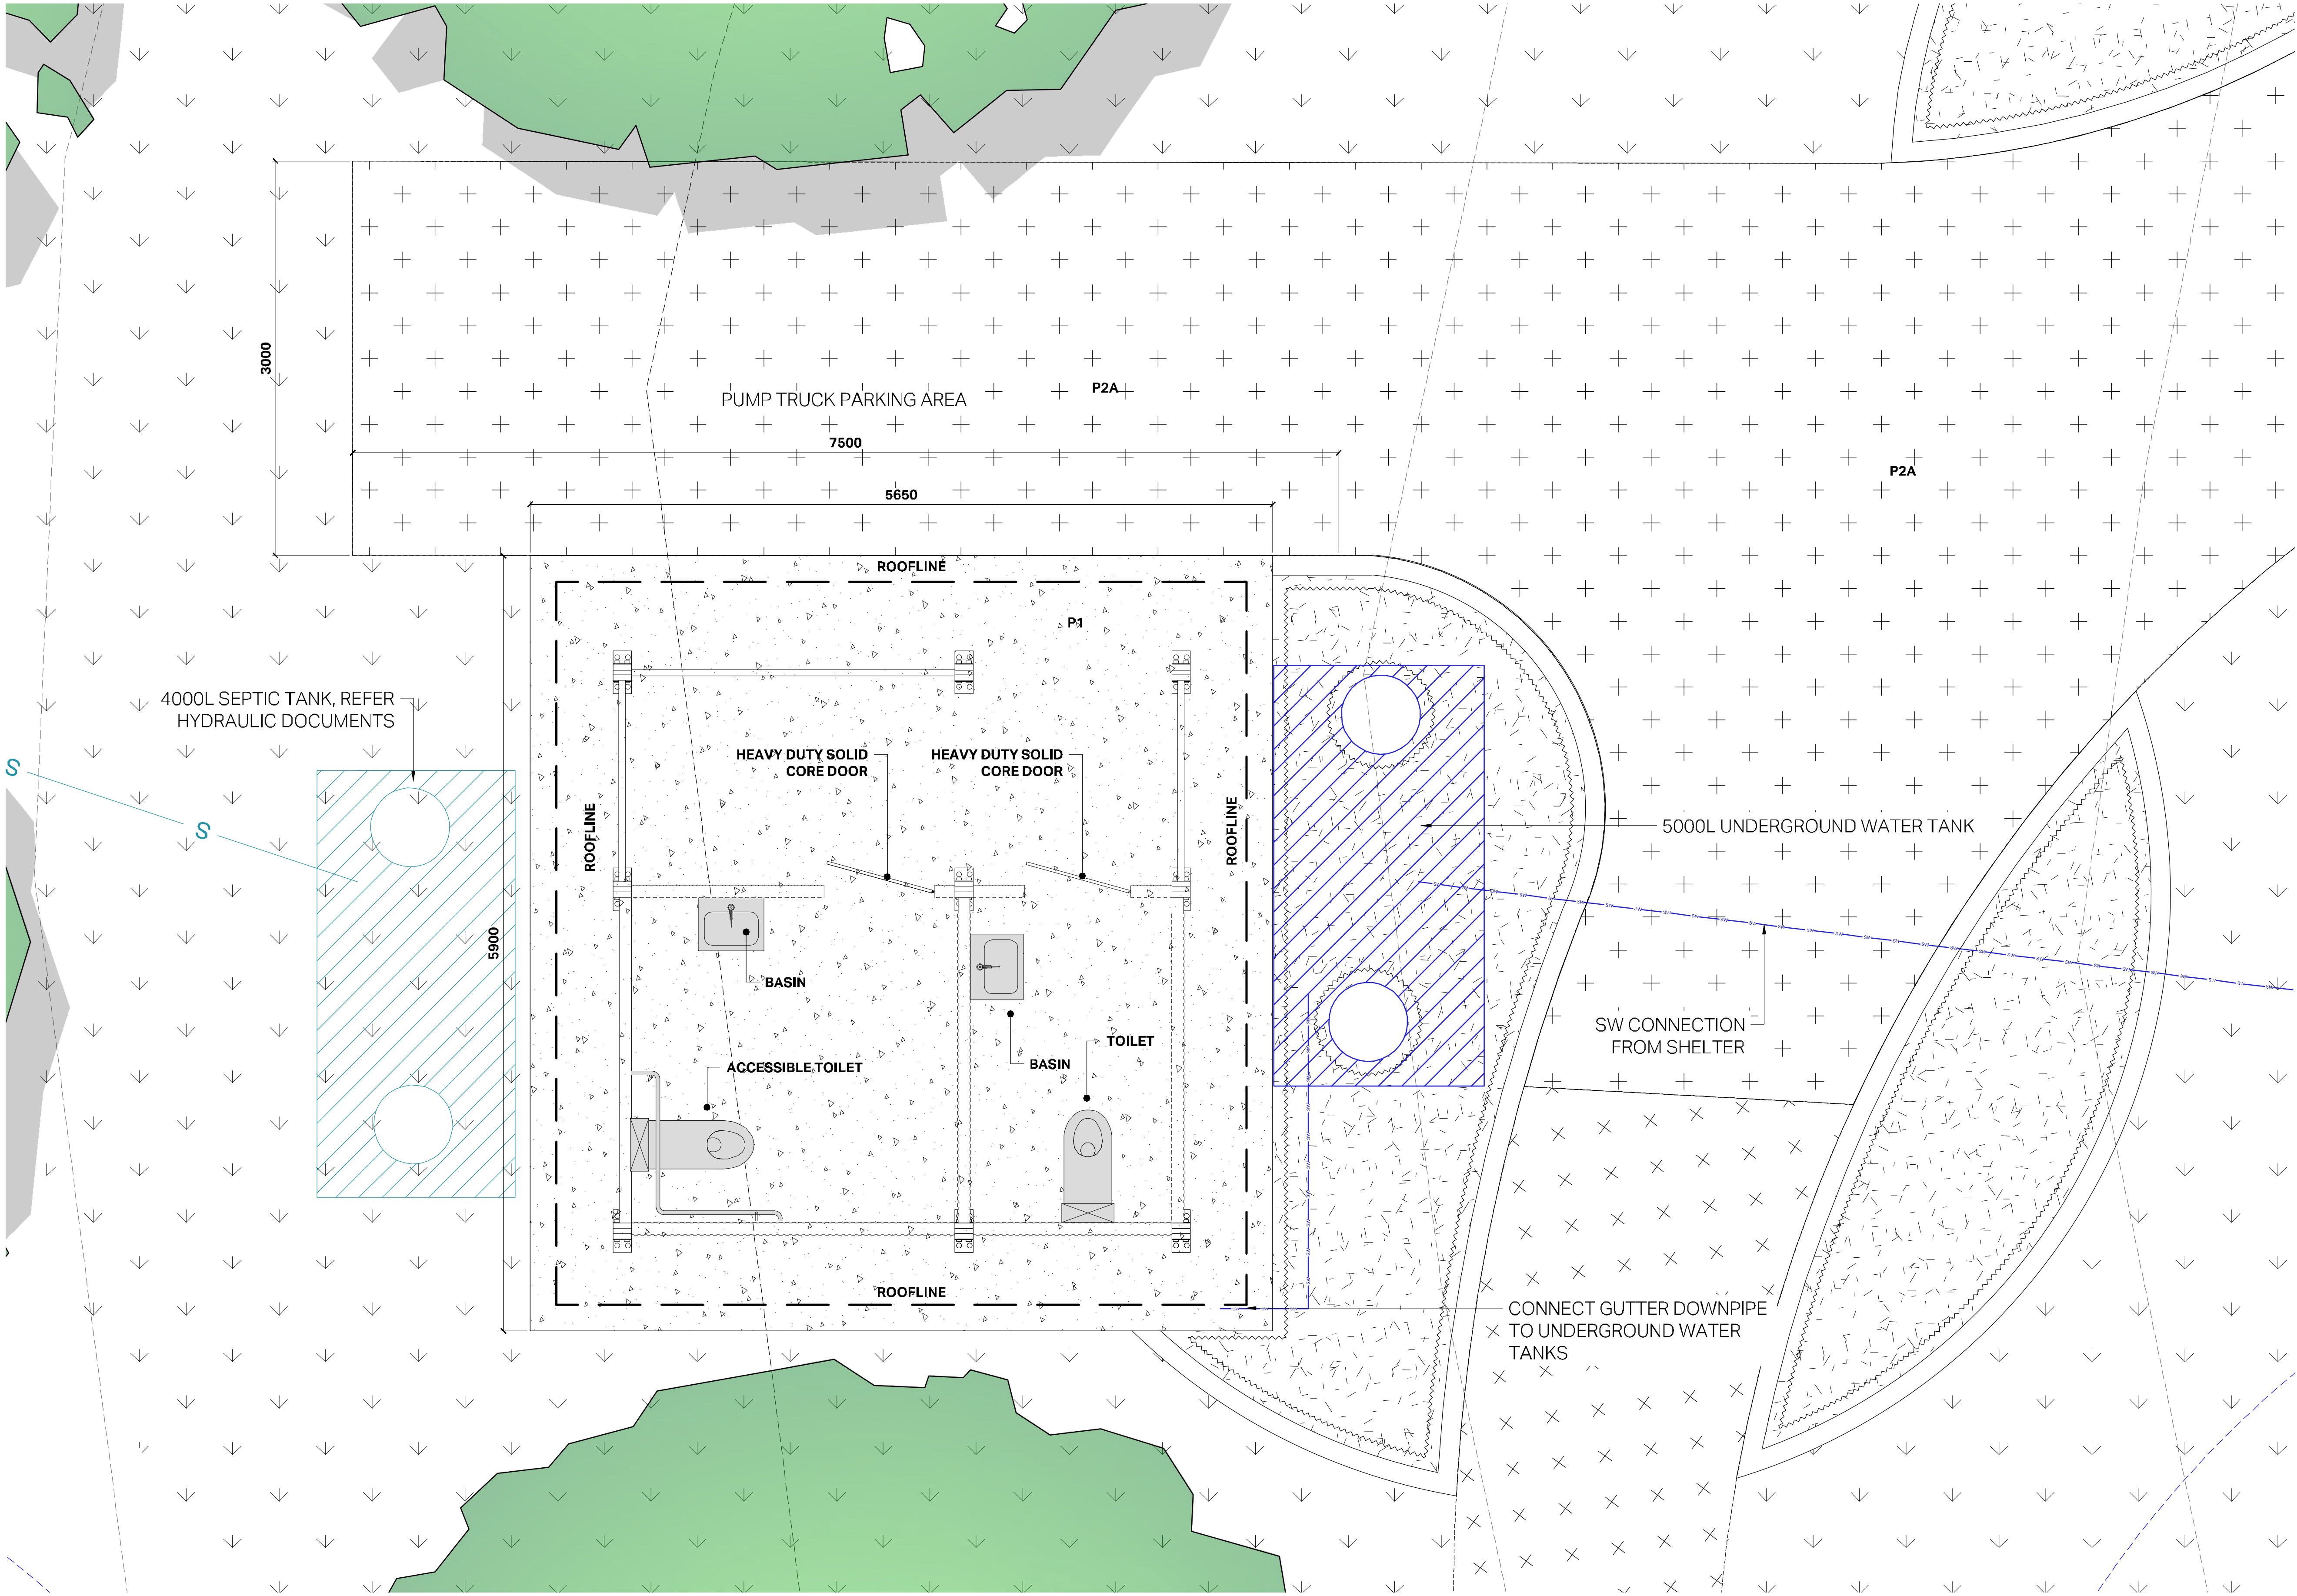 3000
PUMP TRUCK PARKING AREA
P2A
7500
P2A
5650
ROOFLINE
P1
4000L SEPTIC TANK, REFER
HYDRAULIC DOCUMENTS
HEAVY DUTY SOLID
CORE DOOR
HEAVY DUTY SOLID
CORE DOOR
S
S
ROOFLINE
ROOFLINE
5000L UNDERGROUND WATER TANK
5900
BASIN
SW CONNECTION
FROM SHELTER
TOILET
BASIN
ACCESSIBLE TOILET
ROOFLINE
CONNECT GUTTER DOWNPIPE
TO UNDERGROUND WATER
TANKS